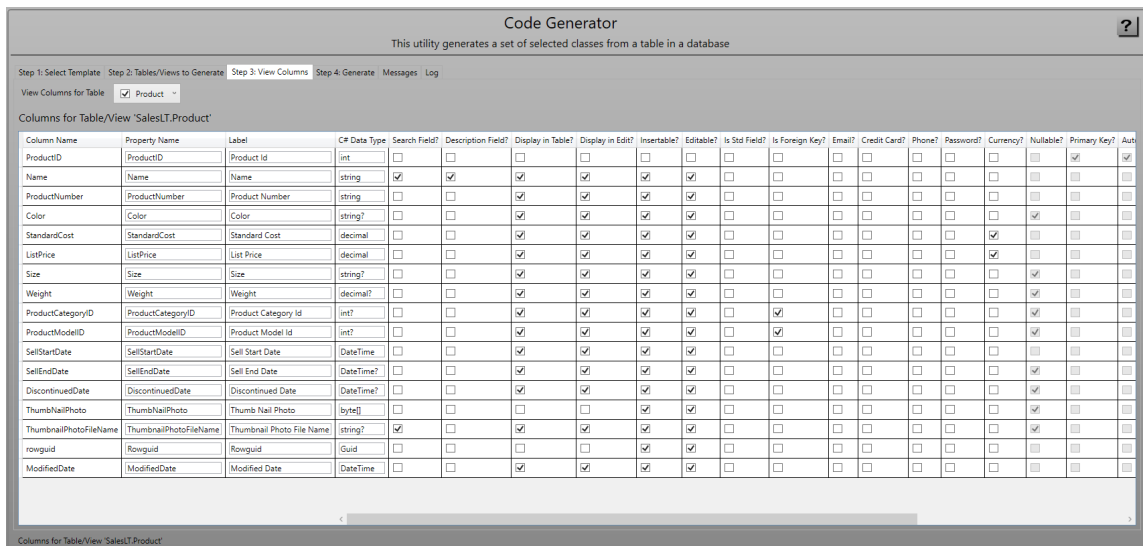 Code Generator
?
This utility generates a set of selected classes from a table in a database
Step 1: Select Template Step 2: Tables/Views to Generate Step 3: View Columns Step 4: Generate Messages Log
View Columns for Table Product
Columns for Table/View 'SalesLT.Product'
Column Name Property Name Label C# Data Type Search Field? Description Field? Display in Table? Display in Edit? Insertable? Editable? Is Std Field? Is Foreign Key? Email? Credit Card? Phone? Password? Currency? Nullable? Primary Key? Aut
ProductID ProductID Product Id int
Name Name Name string
ProductNumber ProductNumber Product Number string
Color Color Color string?
StandardCost StandardCost Standard Cost decimal
ListPrice ListPrice List Price decimal
Size Size Size string?
Weight Weight Weight decimal?
ProductCategoryID ProductCategoryID Product Category Id int?
ProductModelID ProductModelID Product Model Id int?
SellStartDate SellStartDate Sell Start Date DateTime
SellEndDate SellEndDate Sell End Date DateTime?
DiscontinuedDate DiscontinuedDate Discontinued Date DateTime?
ThumbNailPhoto ThumbNailPhoto Thumb Nail Photo byte[]
ThumbnailPhotoFileName ThumbnailPhotoFileName Thumbnail Photo File Name string?
rowguid Rowguid Rowguid Guid
ModifiedDate ModifiedDate Modified Date DateTime
Columns for Table/View 'SalesLT.Product'